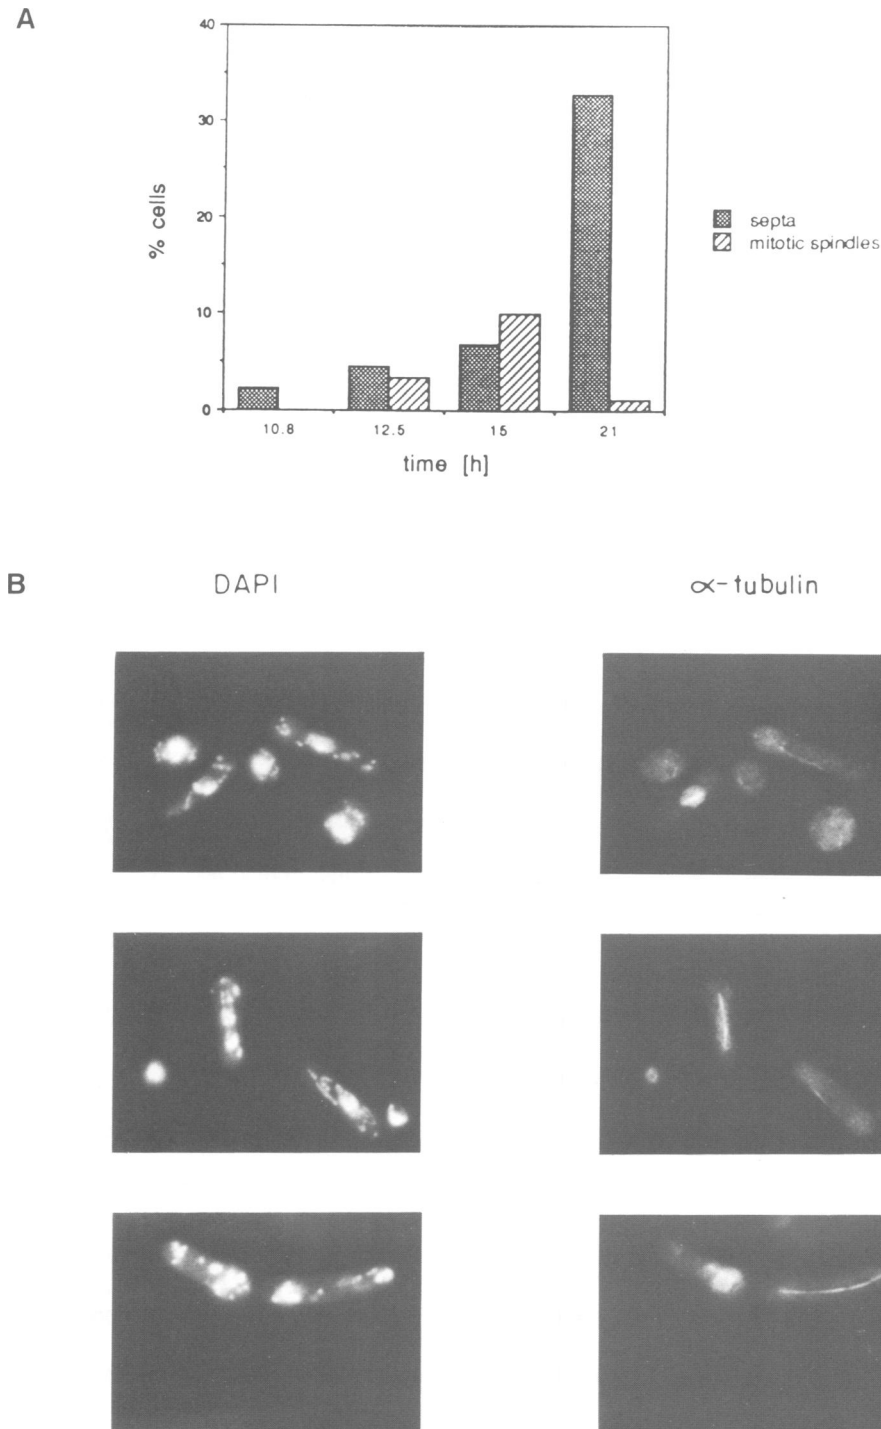 A
40
30
20
10
0
% cells
10.8 12.5 15 21
time [h]
septa
mitotic spindles
B
DAPI α-tubulin